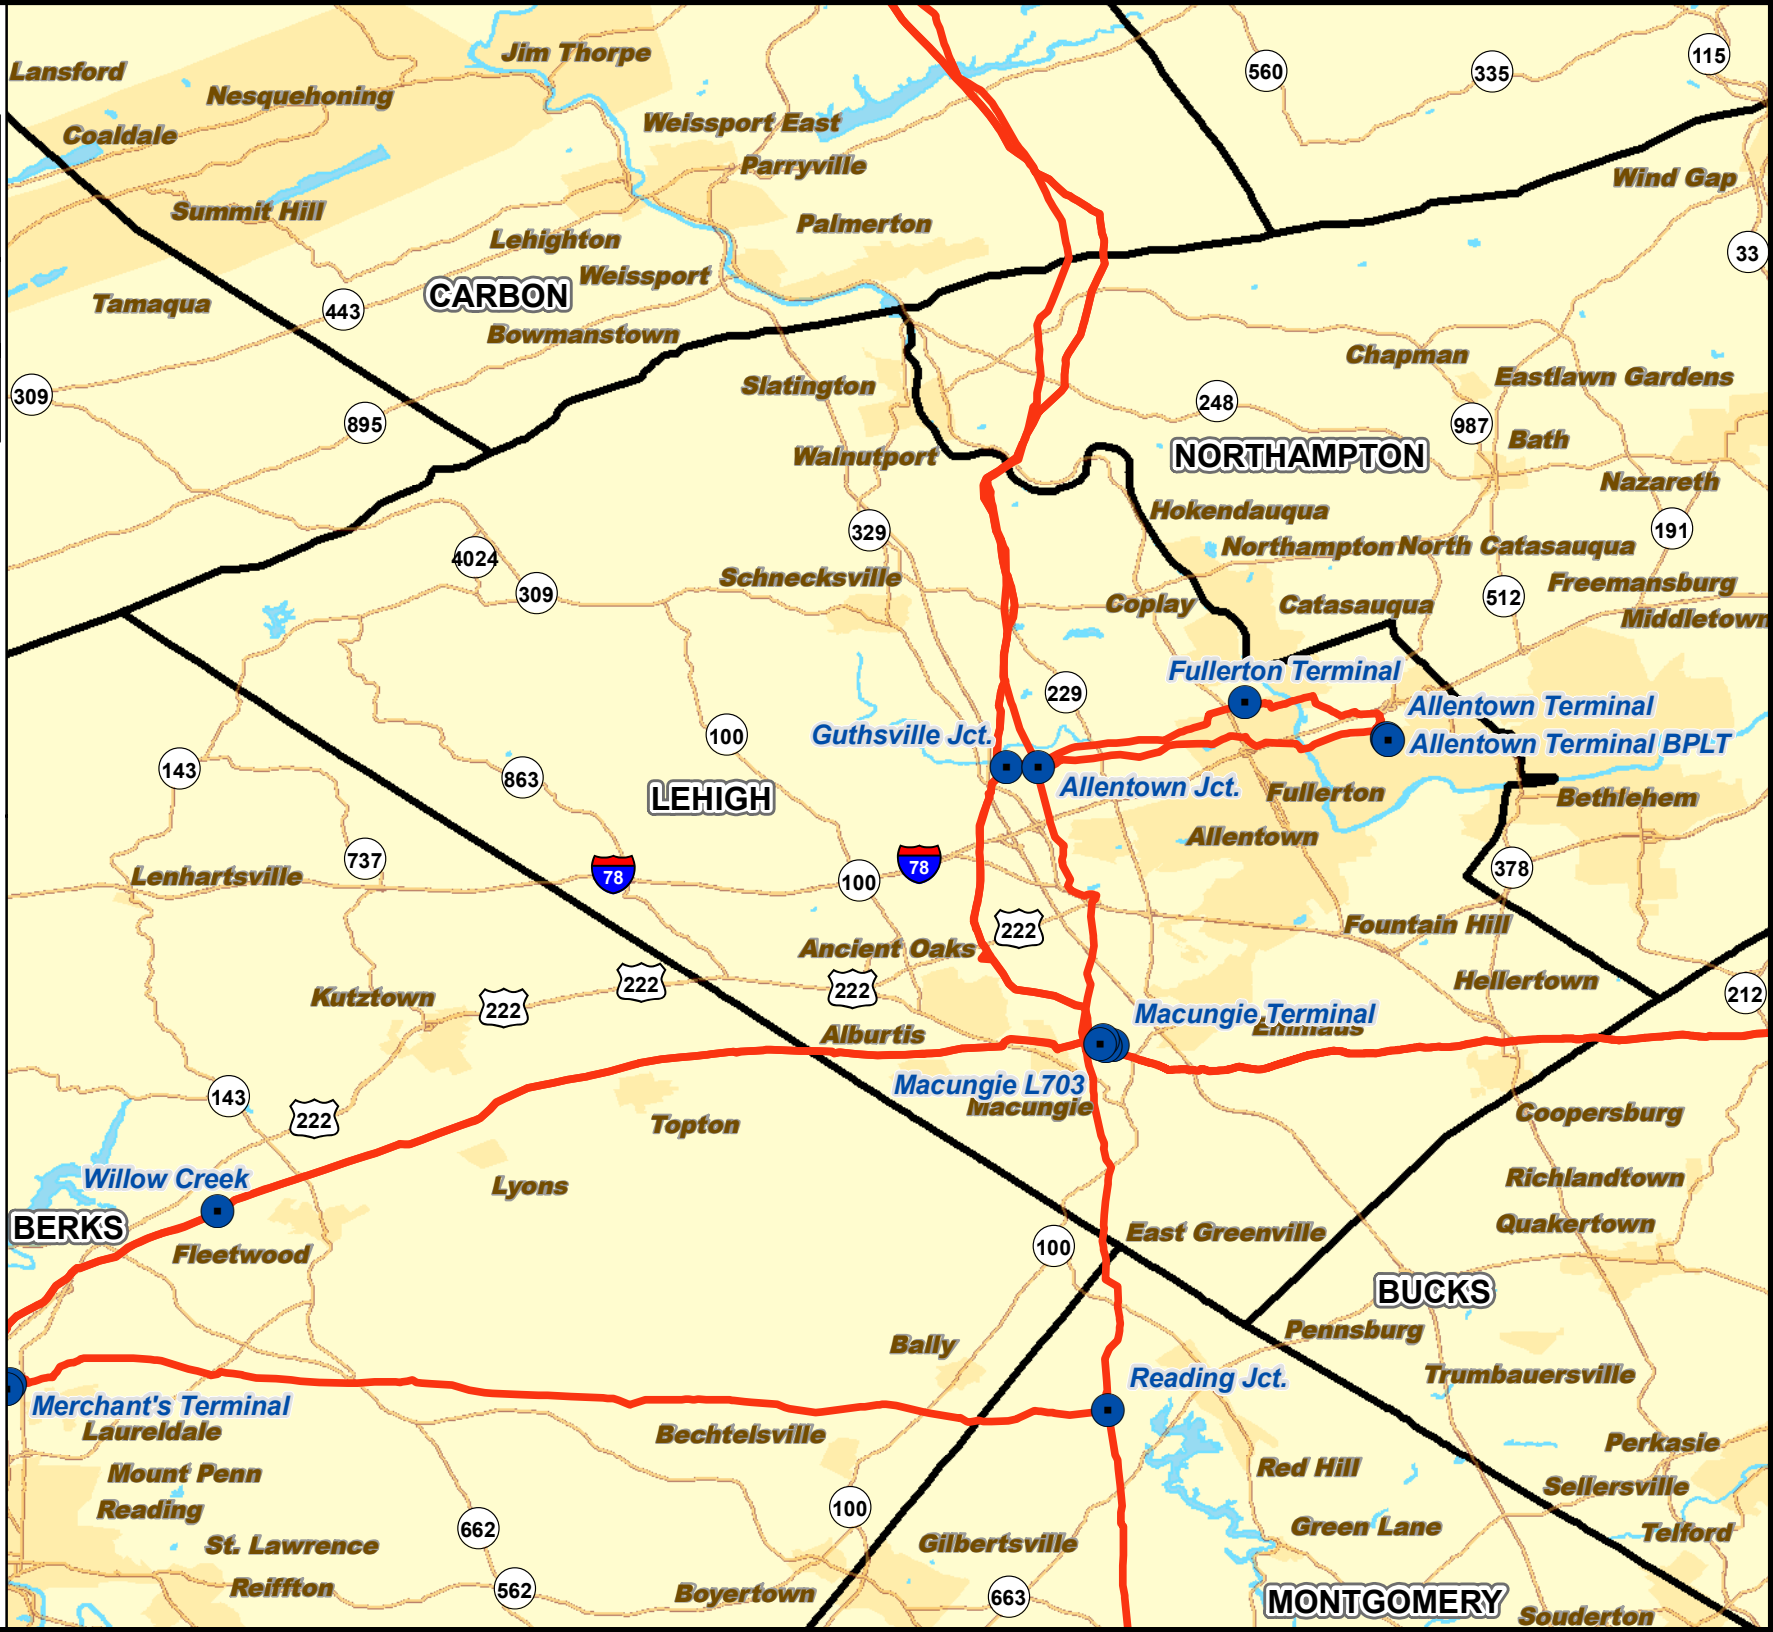 Jim Thorpe
115
560
335
Lansford
Nesquehoning
Weissport East
Coaldale
Parryville
Wind Gap
Summit Hill
Palmerton
Lehighton
33
Weissport
CARBON
Tamaqua
443
Bowmanstown
Chapman
Eastlawn Gardens
Slatington
309
248
895
987
Bath
Walnutport
NORTHAMPTON
Nazareth
Hokendauqua
329
191
Northampton
North Catasauqua
4024
Schnecksville
Freemansburg
309
512
Coplay
Catasauqua
Middletown
Fullerton Terminal
229
Allentown Terminal
Guthsville Jct.
100
Allentown Terminal BPLT
143
863
Allentown Jct.
Fullerton
LEHIGH
Bethlehem
Allentown
737
78
78
378
Lenhartsville
100
222
Fountain Hill
Ancient Oaks
Hellertown
222
222
212
Kutztown
222
Macungie Terminal
Emmaus
Alburtis
Macungie L703
143
Macungie
222
Coopersburg
Topton
Willow Creek
Richlandtown
Lyons
BERKS
Quakertown
East Greenville
100
Fleetwood
BUCKS
Pennsburg
Bally
Trumbauersville
Reading Jct.
Merchant's Terminal
Laureldale
Bechtelsville
Perkasie
Mount Penn
Red Hill
Sellersville
Reading
100
662
Green Lane
Telford
St. Lawrence
Gilbertsville
Reiffton
562
Boyertown
663
MONTGOMERY
Souderton